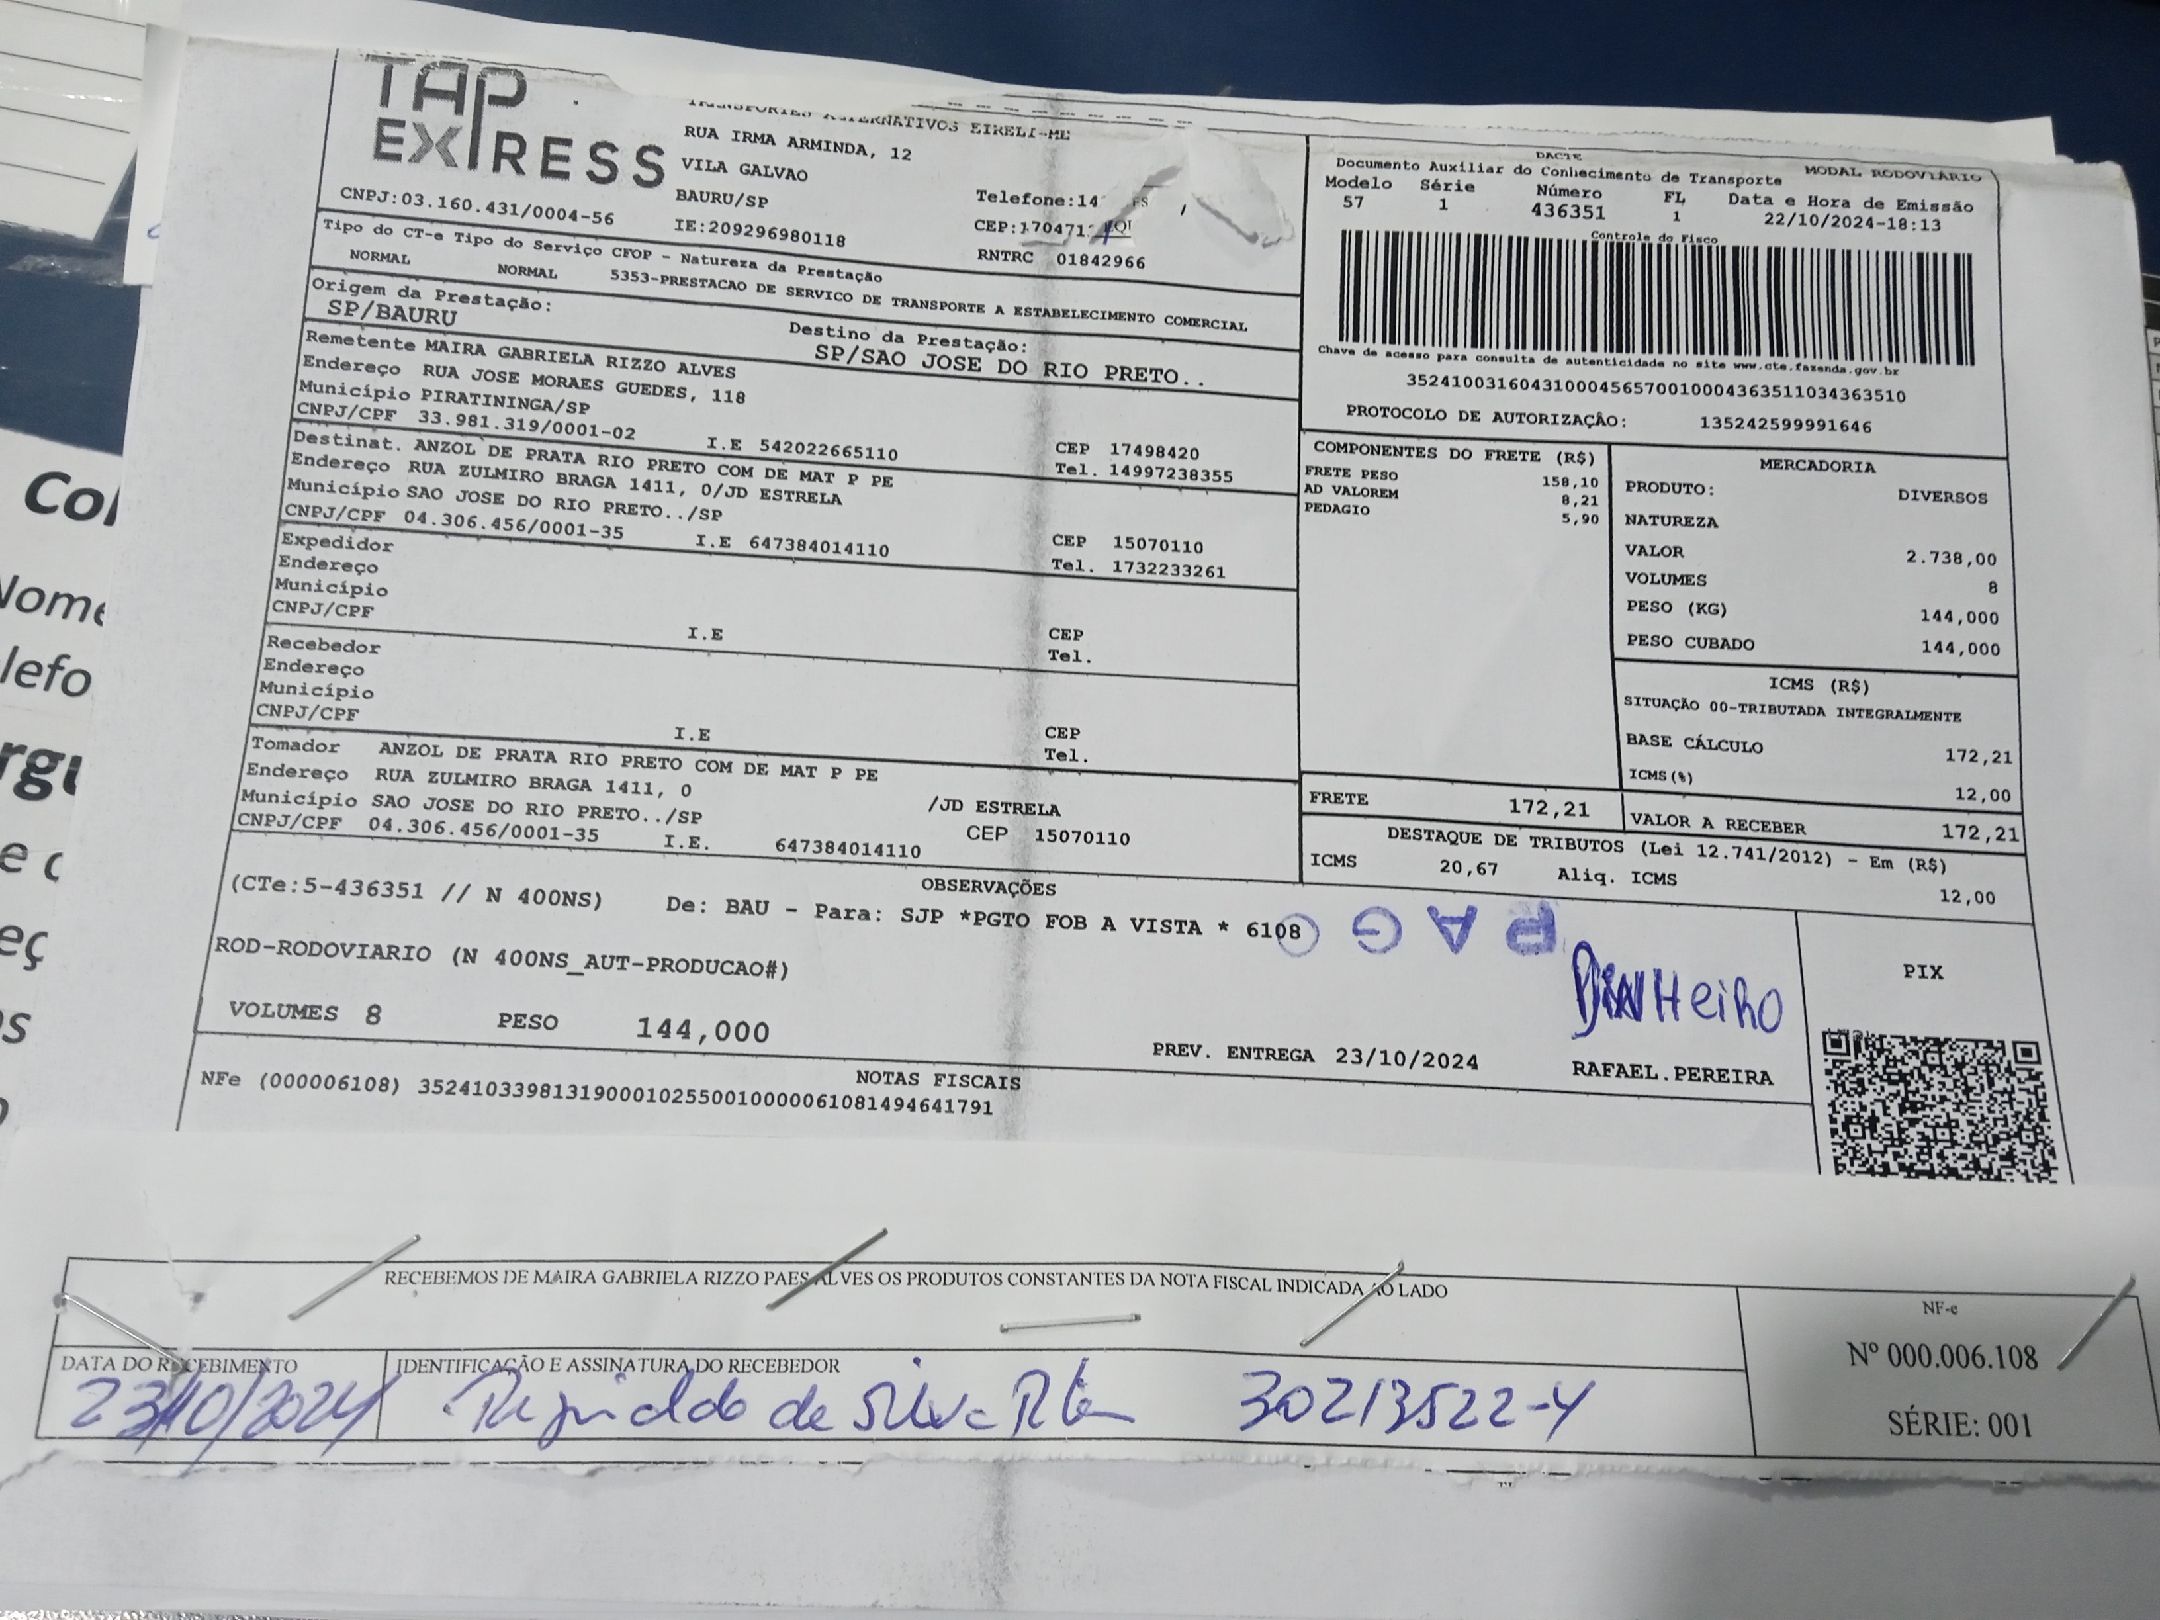 TAP
EXPRESS
CNPJ:03.160.431/0004-56
EIRELI-ME
RUA IRMA ARMINDA, 12
VILA GALVAO
BAURU/SP
IE:209296980118
Telefone:14
CEP:170471
RNTRC 01842966
DACTE
MODAL RODOVIÁRIO
Documento Auxiliar do Conhecimento de Transporte
Modelo Série Número FL Data e Hora de Emissão
57 1 436351 1 22/10/2024-18:13
Controle do Fisco
Chave de acesso para consulta de autenticidade no site www.cte.fazenda.gov.br
35241003160431000456570010004363511034363510
PROTOCOLO DE AUTORIZAÇÃO: 135242599991646
Tipo do CT-e Tipo do Serviço CFOP - Natureza da Prestação
NORMAL NORMAL 5353-PRESTACAO DE SERVICO DE TRANSPORTE A ESTABELECIMENTO COMERCIAL
Origem da Prestação: Destino da Prestação:
SP/BAURU SP/SAO JOSE DO RIO PRETO..
Remetente MAIRA GABRIELA RIZZO ALVES
Endereço RUA JOSE MORAES GUEDES, 118
Município PIRATININGA/SP CEP 17498420
CNPJ/CPF 33.981.319/0001-02 I.E 542022665110 Tel. 14997238355
Destinat. ANZOL DE PRATA RIO PRETO COM DE MAT P PE
Endereço RUA ZULMIRO BRAGA 1411, 0/JD ESTRELA
Município SAO JOSE DO RIO PRETO../SP CEP 15070110
CNPJ/CPF 04.306.456/0001-35 I.E 647384014110 Tel. 1732233261
Expedidor
Endereço
Município CEP
CNPJ/CPF I.E Tel.
Recebedor
Endereço
Município CEP
CNPJ/CPF I.E Tel.
Tomador ANZOL DE PRATA RIO PRETO COM DE MAT P PE
Endereço RUA ZULMIRO BRAGA 1411, 0 /JD ESTRELA
Município SAO JOSE DO RIO PRETO../SP CEP 15070110
CNPJ/CPF 04.306.456/0001-35 I.E. 647384014110
COMPONENTES DO FRETE (R$)
FRETE PESO 158,10
AD VALOREM 8,21
PEDAGIO 5,90
MERCADORIA
PRODUTO: DIVERSOS
NATUREZA
VALOR 2.738,00
VOLUMES 8
PESO (KG) 144,000
PESO CUBADO 144,000
ICMS (R$)
SITUAÇÃO 00-TRIBUTADA INTEGRALMENTE
BASE CÁLCULO 172,21
ICMS(%) 12,00
FRETE 172,21 VALOR A RECEBER 172,21
DESTAQUE DE TRIBUTOS (Lei 12.741/2012) - Em (R$)
ICMS 20,67 Aliq. ICMS 12,00
OBSERVAÇÕES
(CTe:5-436351 // N 400NS) De: BAU - Para: SJP *PGTO FOB A VISTA * 6108
PAGO
ROD-RODOVIARIO (N 400NS_AUT-PRODUCAO#)
DINHEIRO
PIX
VOLUMES 8 PESO 144,000
PREV. ENTREGA 23/10/2024 RAFAEL.PEREIRA
NOTAS FISCAIS
NFe (000006108) 35241033981319000102550010000061081494641791
RECEBEMOS DE MAIRA GABRIELA RIZZO PAES ALVES OS PRODUTOS CONSTANTES DA NOTA FISCAL INDICADA AO LADO
DATA DO RECEBIMENTO IDENTIFICAÇÃO E ASSINATURA DO RECEBEDOR
23/10/2024 de Silva 30213522-4
NF-e
Nº 000.006.108
SÉRIE: 001